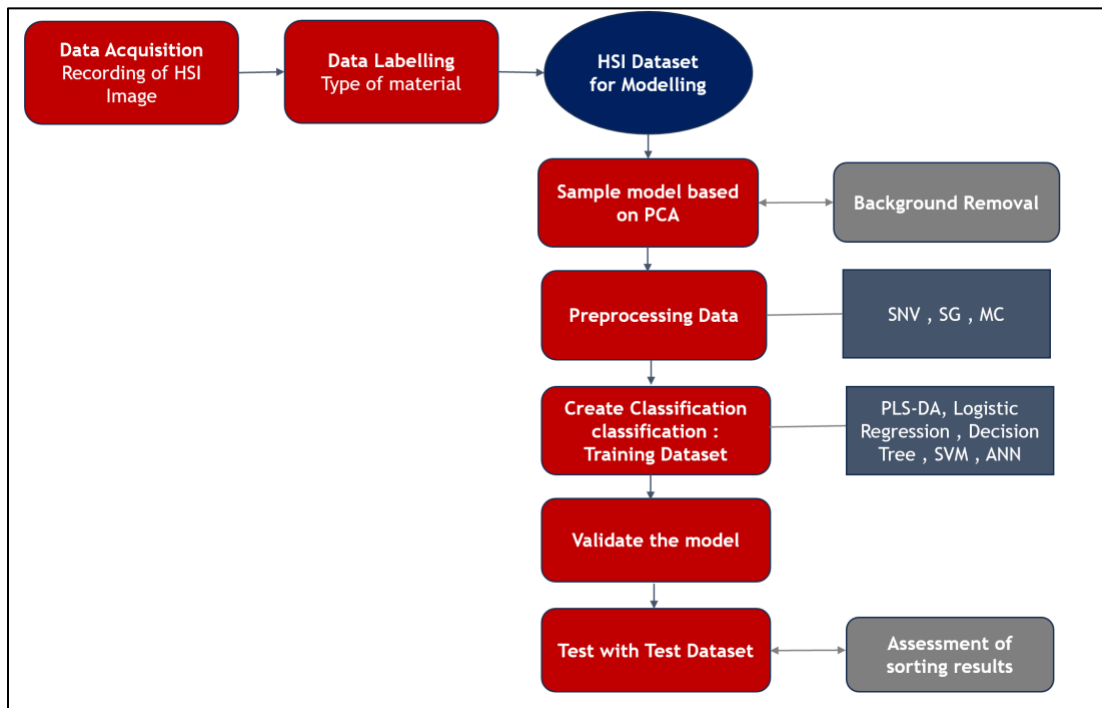 Data Acquisition
Recording of HSI
Image
Data Labelling
Type of material
HSI Dataset
for Modelling
Sample model based
on PCA
Background Removal
Preprocessing Data
SNV , SG , MC
Create Classification
classification :
Training Dataset
PLS-DA, Logistic
Regression , Decision
Tree , SVM , ANN
Validate the model
Test with Test Dataset
Assessment of
sorting results